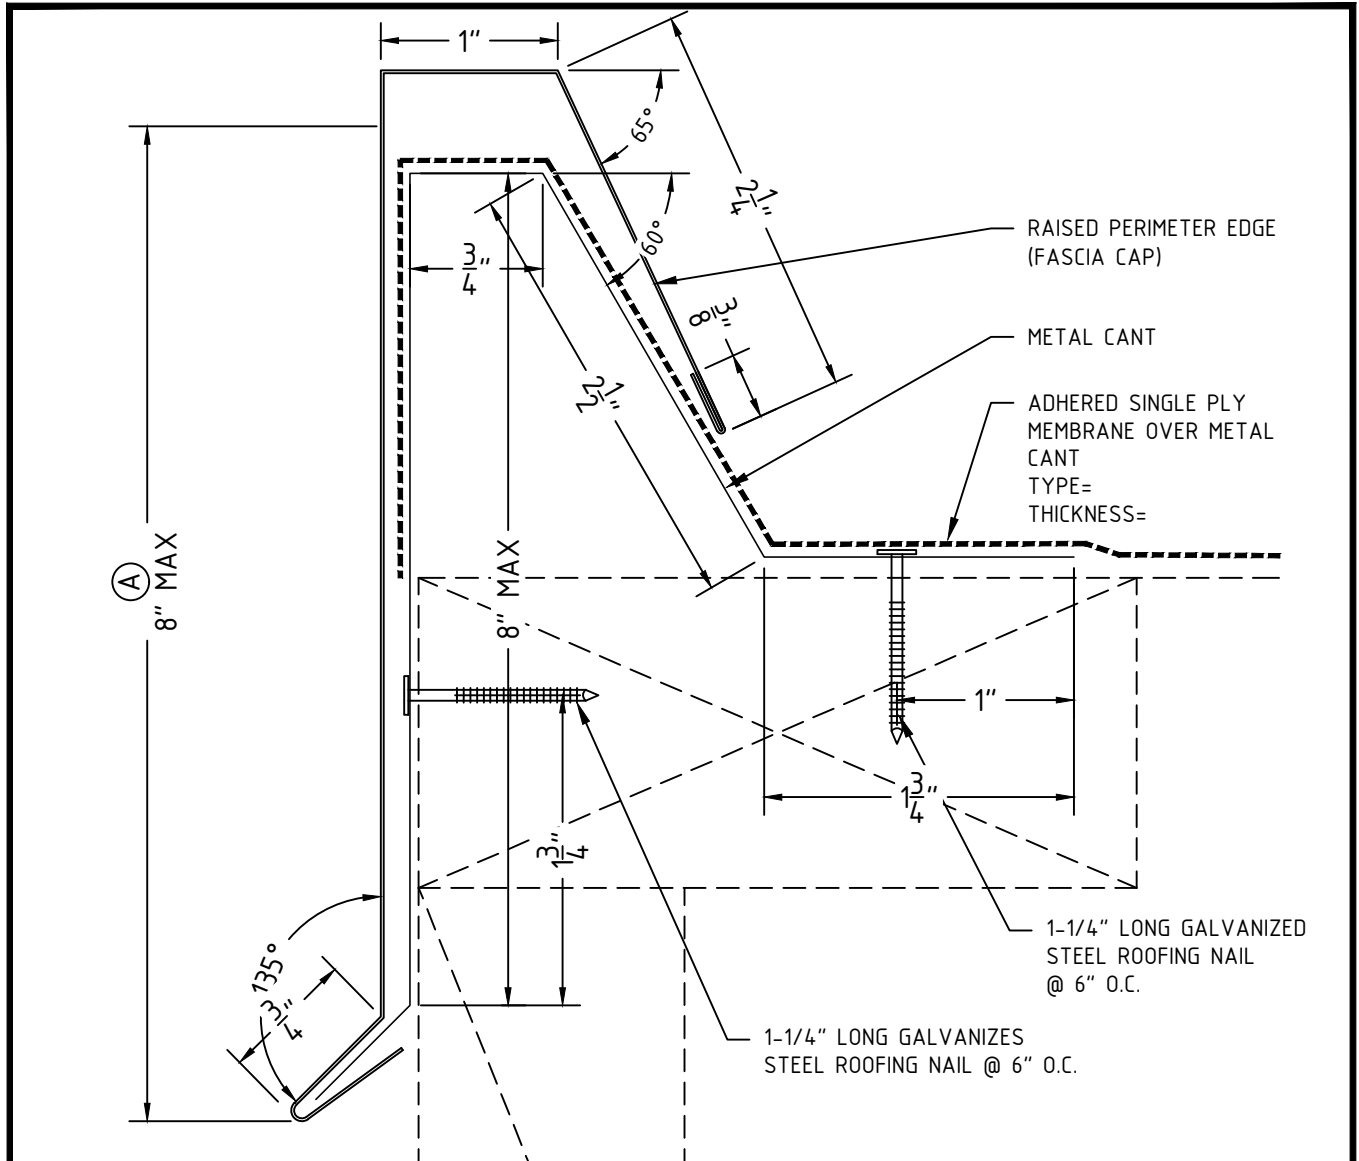 1"
65°
2 1/4"
60°
3/4"
RAISED PERIMETER EDGE
(FASCIA CAP)
3/8"
METAL CANT
2 1/2"
ADHERED SINGLE PLY
MEMBRANE OVER METAL
CANT
TYPE=
THICKNESS=
A
8" MAX
8" MAX
1"
1 3/4"
1 3/4"
135°
3/4"
1-1/4" LONG GALVANIZED
STEEL ROOFING NAIL
@ 6" O.C.
1-1/4" LONG GALVANIZES
STEEL ROOFING NAIL @ 6" O.C.